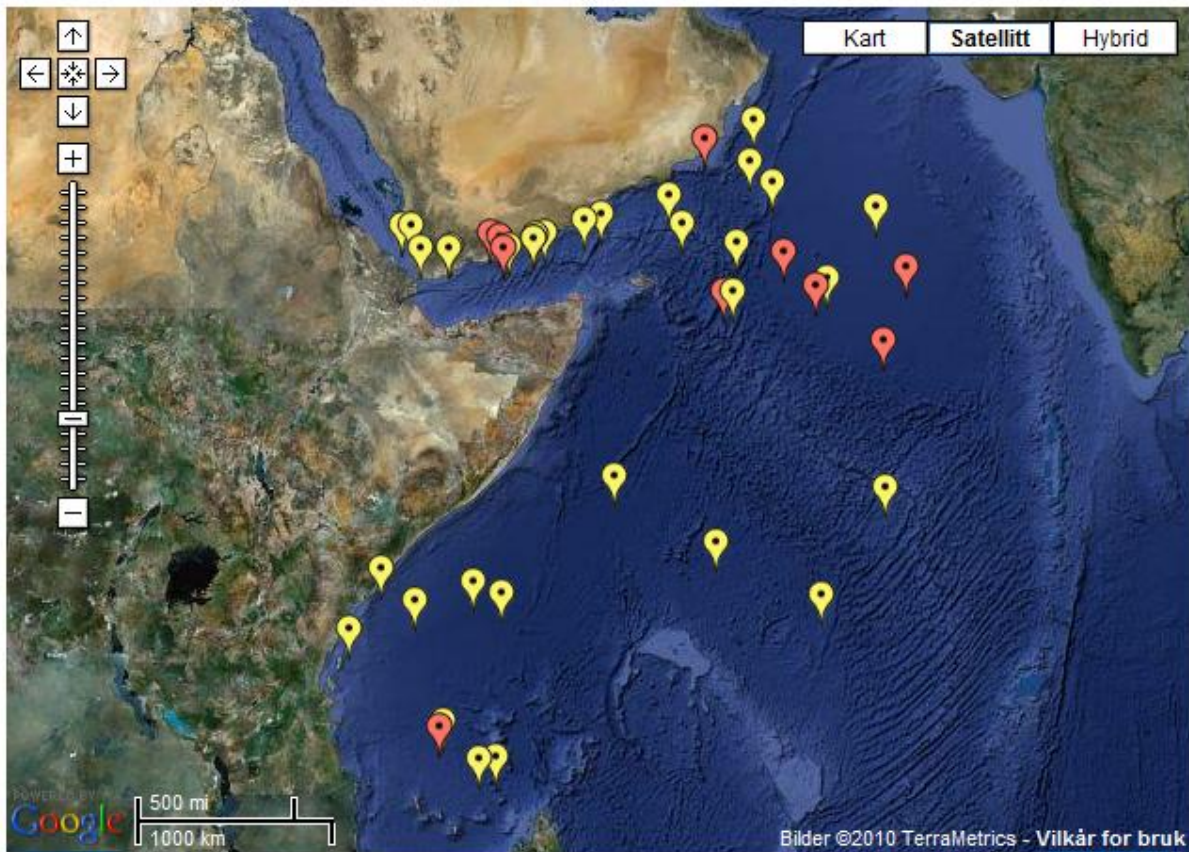 Kart Satellitt Hybrid
POWERED BY
Google
500 mi
1000 km
Bilder ©2010 TerraMetrics - Vilkår for bruk